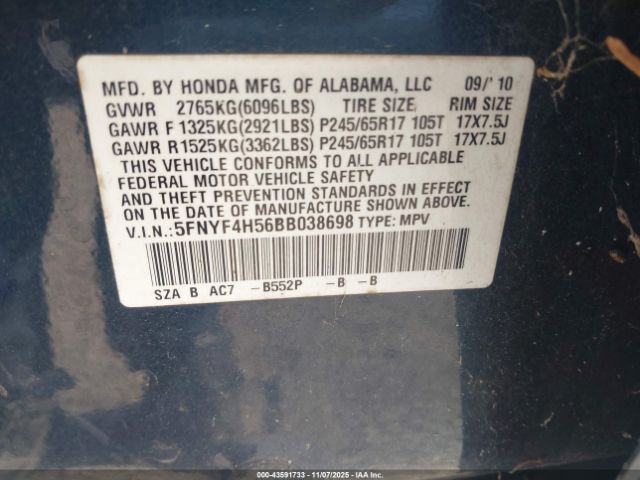 MFD. BY HONDA MFG. OF ALABAMA, LLC 09/'10
GVWR 2765KG(6096LBS) TIRE SIZE RIM SIZE
GAWR F 1325KG(2921LBS) P245/65R17 105T 17X7.5J
GAWR R 1525KG(3362LBS) P245/65R17 105T 17X7.5J
THIS VEHICLE CONFORMS TO ALL APPLICABLE
FEDERAL MOTOR VEHICLE SAFETY
AND THEFT PREVENTION STANDARDS IN EFFECT
ON THE DATE OF MANUFACTURE SHOWN ABOVE.
V.I.N.:5FNYF4H56BB038698 TYPE: MPV
SZA B AC7 -B552P -B -B
000-43591733 - 11/07/2025 - IAA Inc.